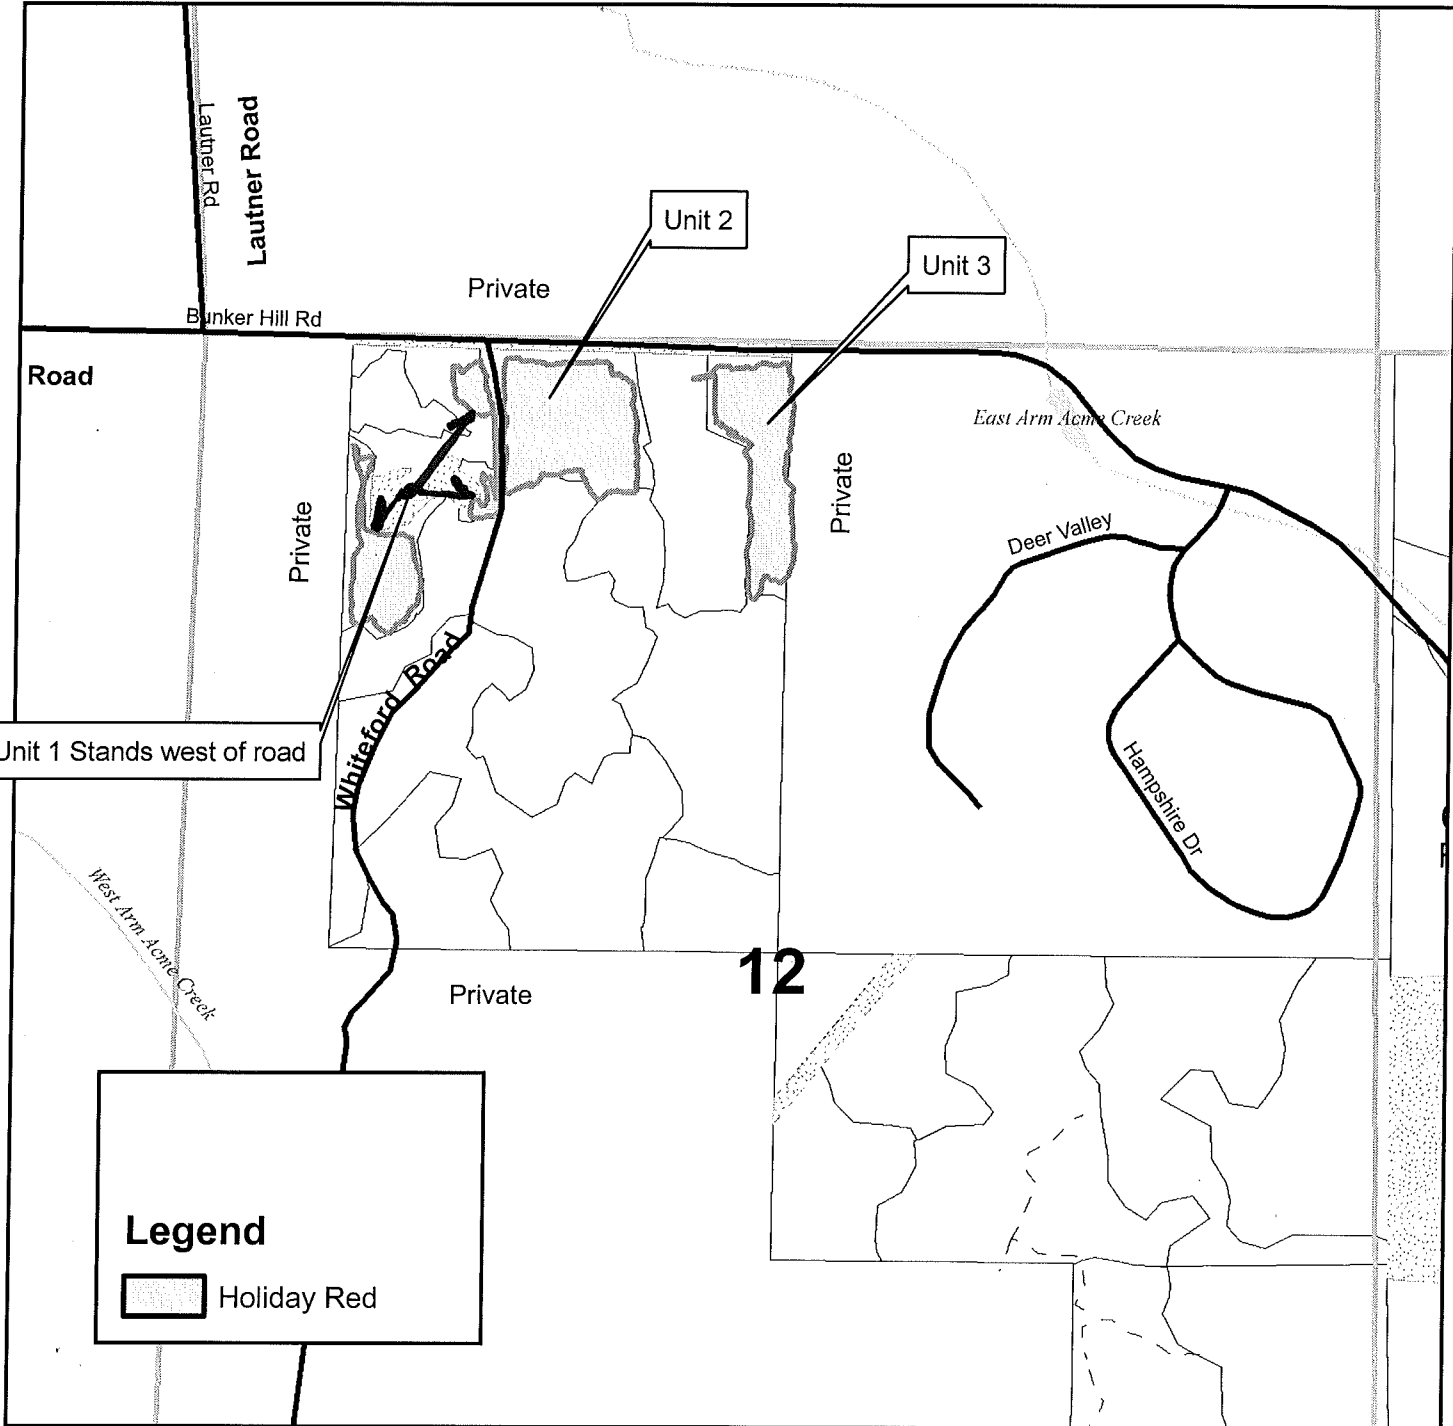 Lautner Rd
Lautner Road
Unit 2
Unit 3
Private
Bunker Hill Rd
Road
East Arm Acme Creek
Private
Private
Deer Valley
Whiteford Road
Unit 1 Stands west of road
Hampshire Dr
West Arm Acme Creek
12
Private
Legend
Holiday Red